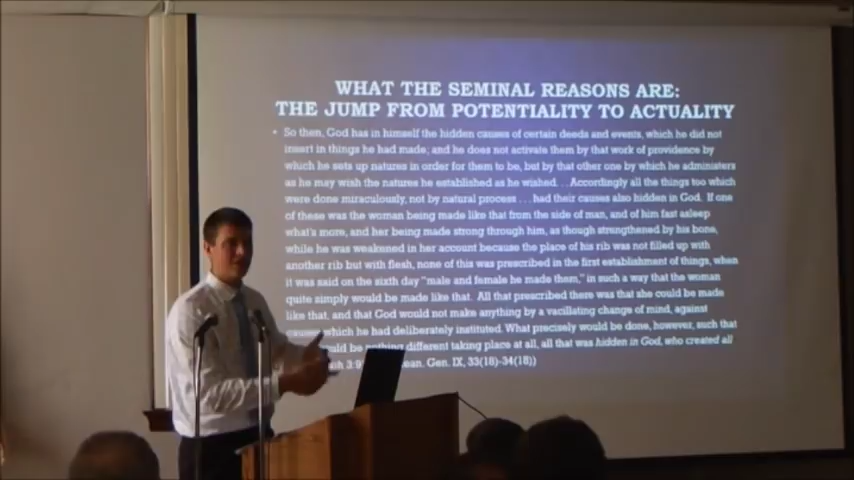 WHAT THE SEMINAL REASONS ARE:
THE JUMP FROM POTENTIALITY TO ACTUALITY
• So then, God has in himself the hidden causes of certain deeds and events, which he did not
insert in things he had made; and he does not activate them by that work of providence by
which he sets up natures in order for them to be, but by that other one by which he administers
as he may wish the natures he established as he wished. . . Accordingly all the things too which
were done miraculously, not by natural process . . . had their causes also hidden in God. If one
of these was the woman being made like that from the side of man, and of him fast asleep
what's more, and her being made strong through him, as though strengthened by his bone,
while he was weakened in her account because the place of his rib was not filled up with
another rib but with flesh, none of this was prescribed in the first establishment of things, when
it was said on the sixth day "male and female he made them," in such a way that the woman
quite simply would be made like that. All that prescribed there was that she could be made
like that, and that God would not make anything by a vacillating change of mind, against
causes which he had deliberately instituted. What precisely would be done, however, such that
be nothing different taking place at all, all that was hidden in God, who created all
Gen. IX, 33(18)-34(18))